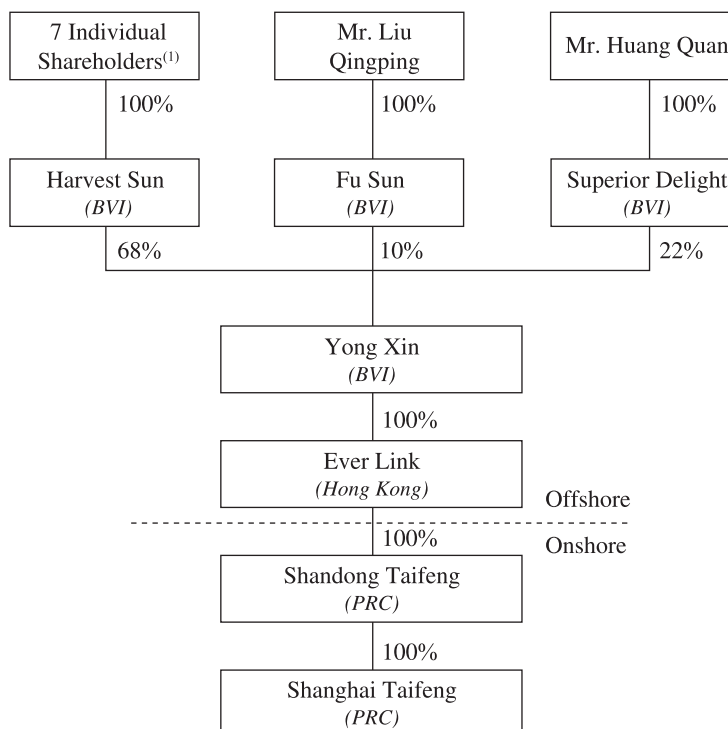 7 Individual
Shareholders(1)
Mr. Liu
Qingping
Mr. Huang Quan
100%
100%
100%
Harvest Sun
(BVI)
Fu Sun
(BVI)
Superior Delight
(BVI)
68%
10%
22%
Yong Xin
(BVI)
100%
Ever Link
(Hong Kong)
Offshore
100%
Onshore
Shandong Taifeng
(PRC)
100%
Shanghai Taifeng
(PRC)